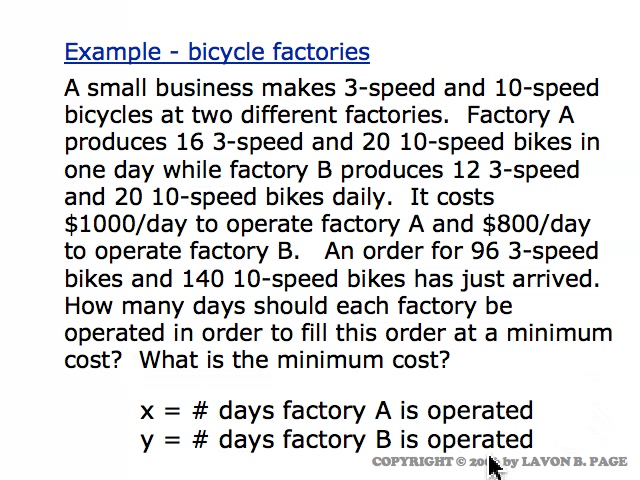 Example - bicycle factories
A small business makes 3-speed and 10-speed
bicycles at two different factories.  Factory A
produces 16 3-speed and 20 10-speed bikes in
one day while factory B produces 12 3-speed
and 20 10-speed bikes daily.  It costs
$1000/day to operate factory A and $800/day
to operate factory B.   An order for 96 3-speed
bikes and 140 10-speed bikes has just arrived.
How many days should each factory be
operated in order to fill this order at a minimum
cost?  What is the minimum cost?
x = # days factory A is operated
y = # days factory B is operated
COPYRIGHT © by LAVON B. PAGE